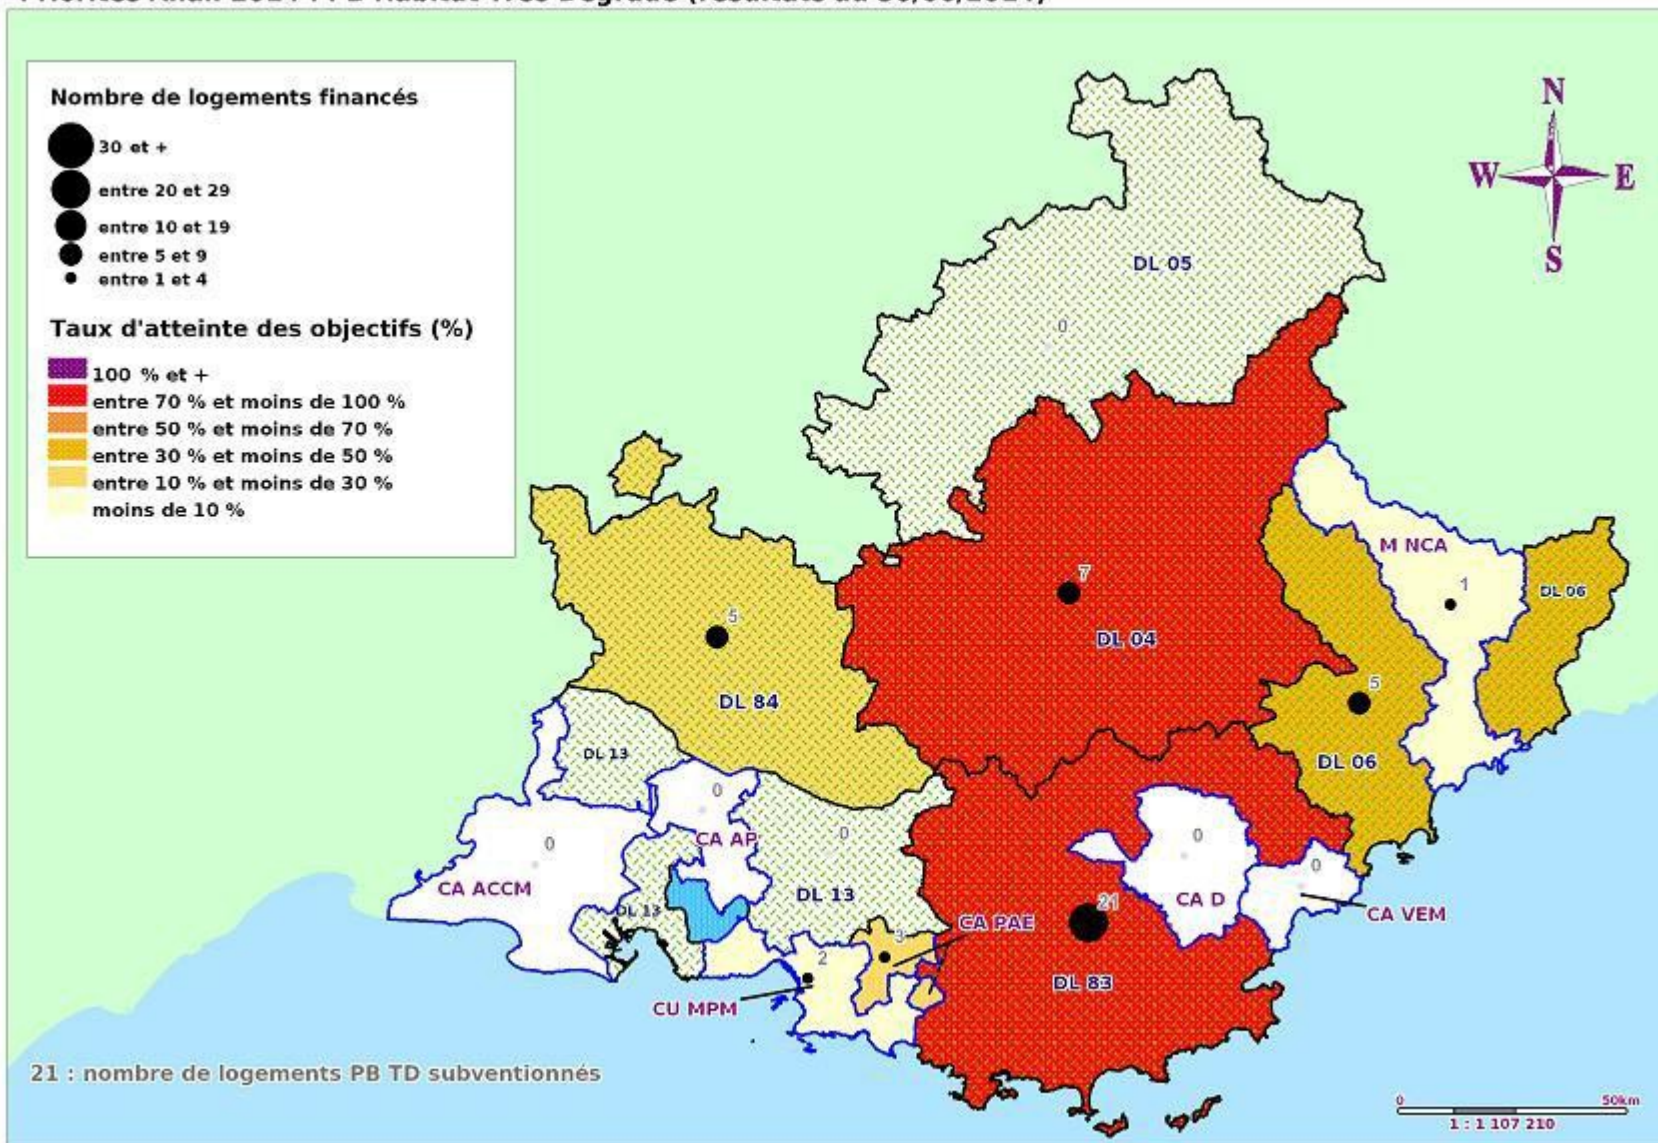 Nombre de logements financés
30 et +
entre 20 et 29
entre 10 et 19
entre 5 et 9
entre 1 et 4
Taux d'atteinte des objectifs (%)
100 % et +
entre 70 % et moins de 100 %
entre 50 % et moins de 70 %
entre 30 % et moins de 50 %
entre 10 % et moins de 30 %
moins de 10 %
N
W E
S
DL 05
0
M NCA
1
DL 06
7
DL 04
5
DL 84
5
DL 06
DL 13
0
CA AP
0
CA ACCM
0
DL 13
DL 13
0
CA D
0
CA VEM
21
DL 83
CA PAE
3
2
CU MPM
21 : nombre de logements PB TD subventionnés
0 50km
1 : 1 107 210